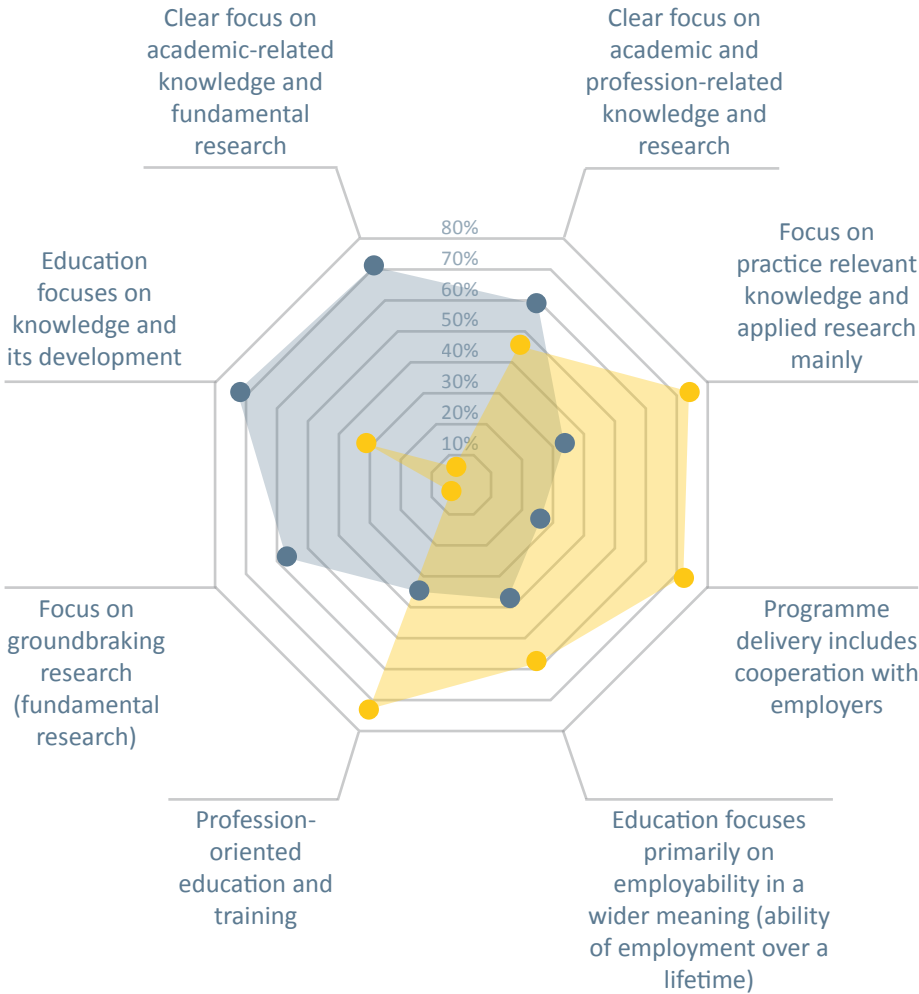 Clear focus on
academic-related
knowledge and
fundamental
research
Clear focus on
academic and
profession-related
knowledge and
research
80%
70%
60%
50%
40%
30%
20%
10%
Focus on
practice relevant
knowledge and
applied research
mainly
Education
focuses on
knowledge and
its development
Focus on
groundbraking
research
(fundamental
research)
Programme
delivery includes
cooperation with
employers
Profession-
oriented
education and
training
Education focuses
primarily on
employability in a
wider meaning (ability
of employment over a
lifetime)